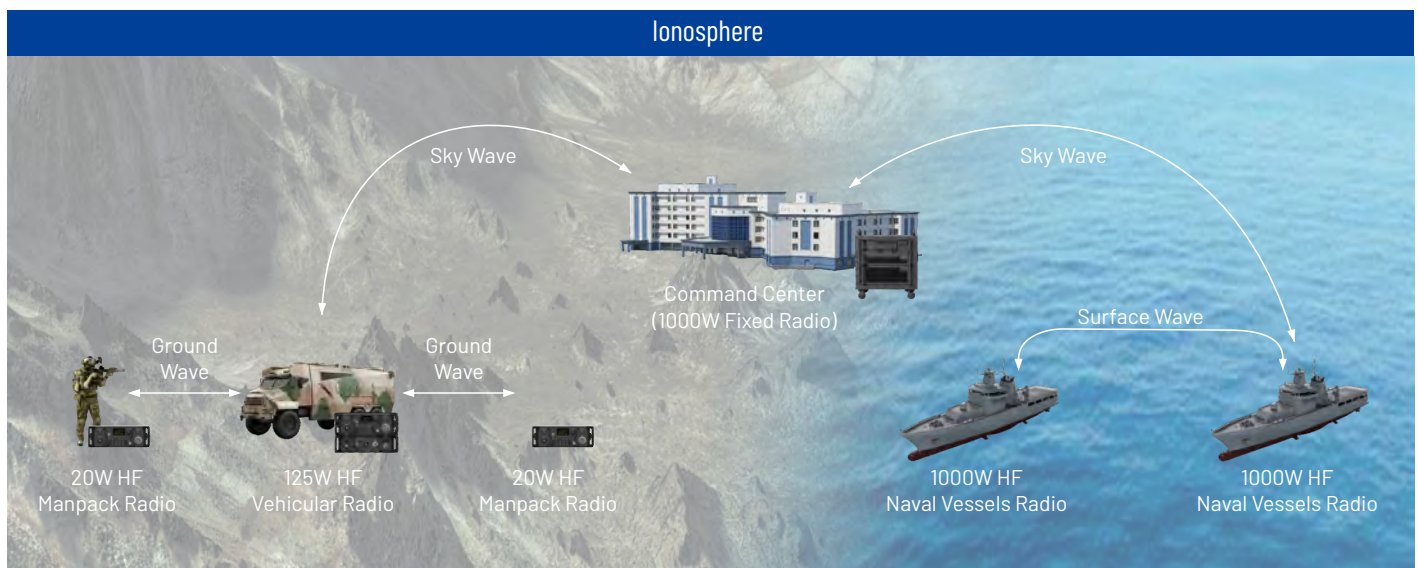 Ionosphere
Sky Wave
Sky Wave
Command Center
(1000W Fixed Radio)
Surface Wave
Ground
Wave
Ground
Wave
20W HF
Manpack Radio
125W HF
Vehicular Radio
20W HF
Manpack Radio
1000W HF
Naval Vessels Radio
1000W HF
Naval Vessels Radio